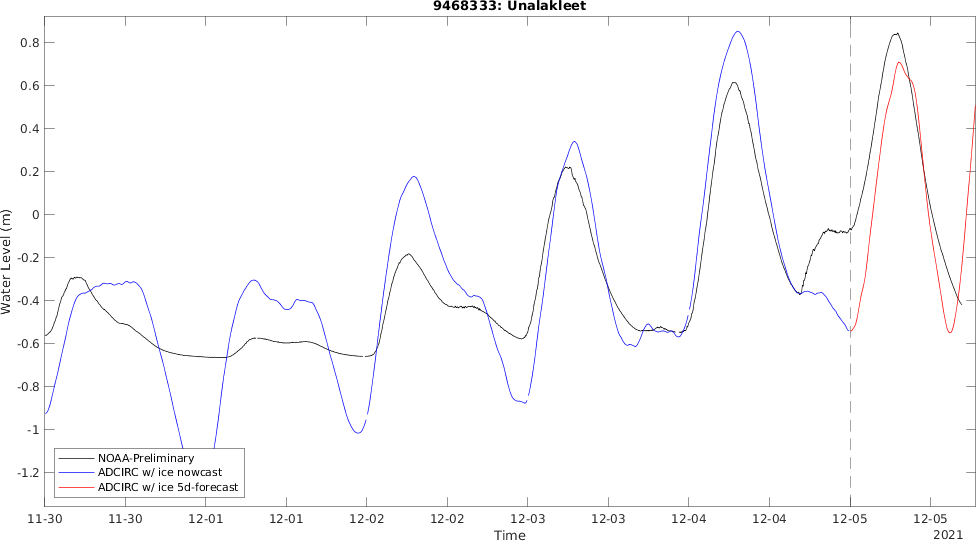 9468333: Unalakleet
0.8
0.6
0.4
0.2
0
-0.2
-0.4
-0.6
-0.8
-1
-1.2
Water Level (m)
NOAA-Preliminary
ADCIRC w/ ice nowcast
ADCIRC w/ ice 5d-forecast
11-30 11-30 12-01 12-01 12-02 12-02 12-03 12-03 12-04 12-04 12-05 12-05
Time
2021